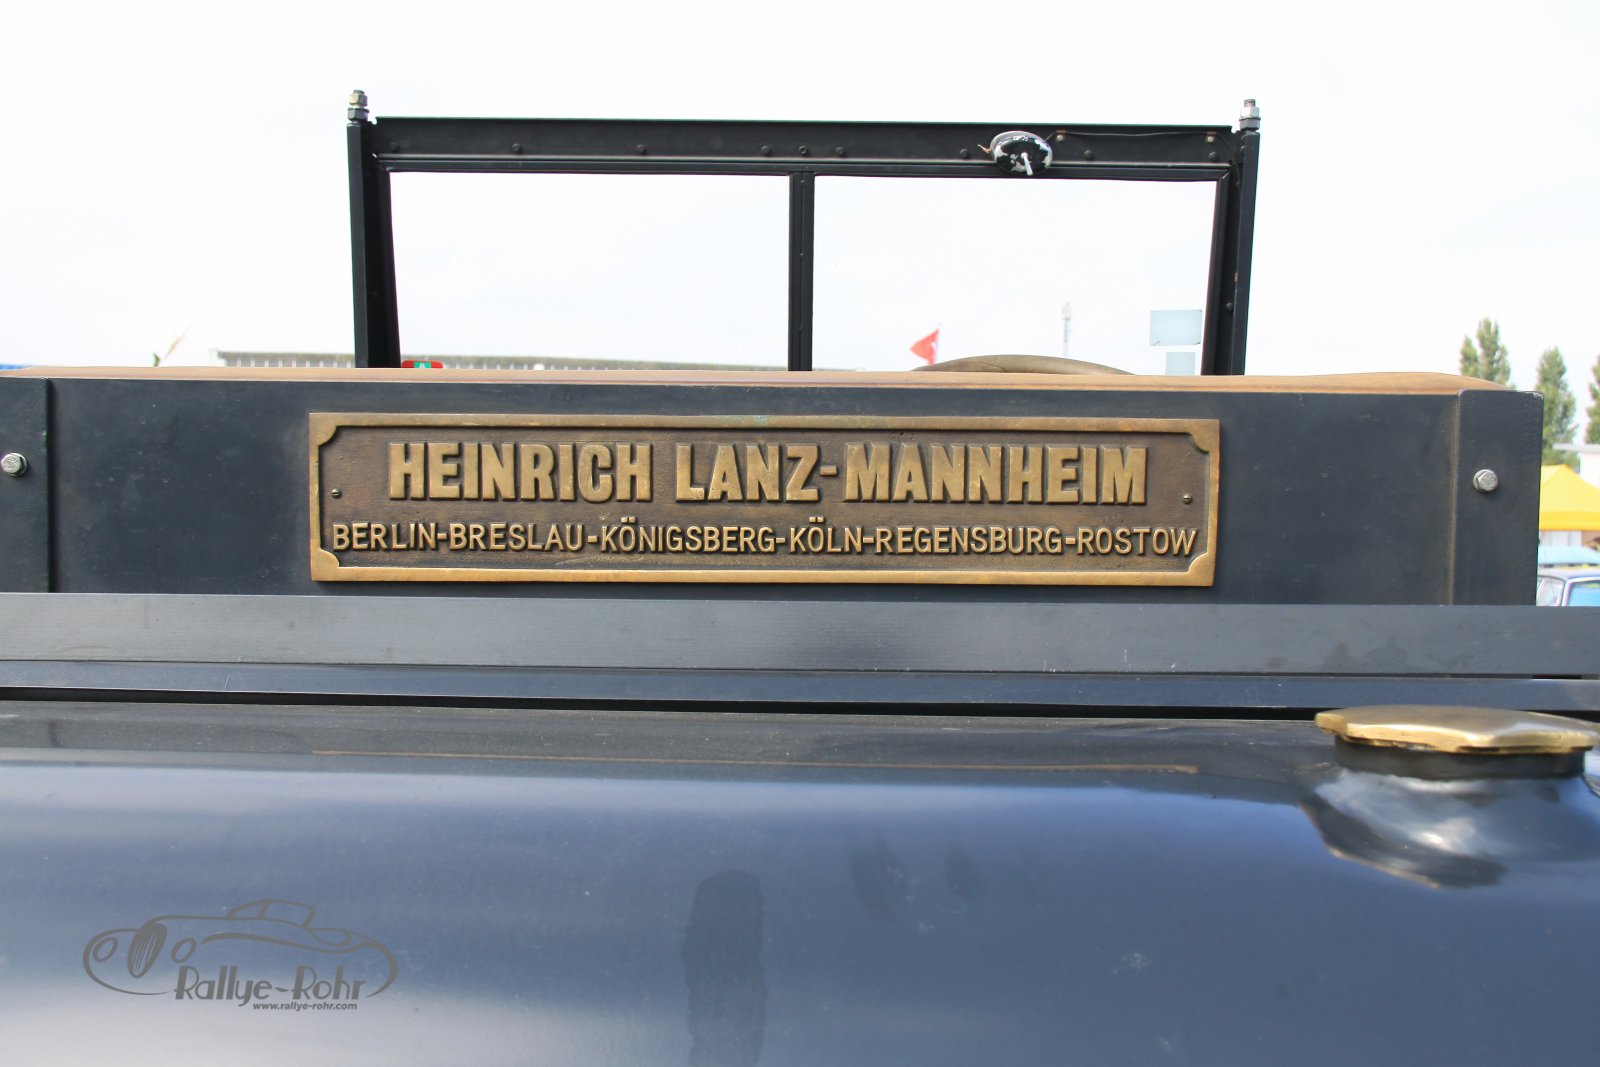 HEINRICH LANZ-MANNHEIM
BERLIN-BRESLAU-KÖNIGSBERG-KÖLN-REGENSBURG-ROSTOW
Rallye-Rohr
www.rallye-rohr.com